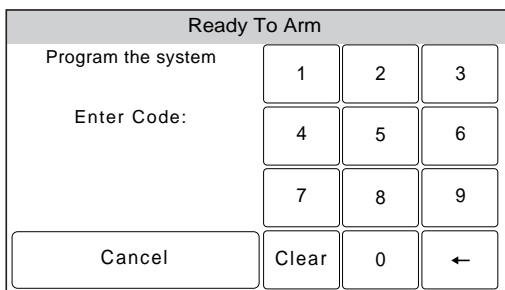 Ready To Arm
Program the system
1 2 3
Enter Code:
4 5 6
7 8 9
Cancel Clear 0 ←